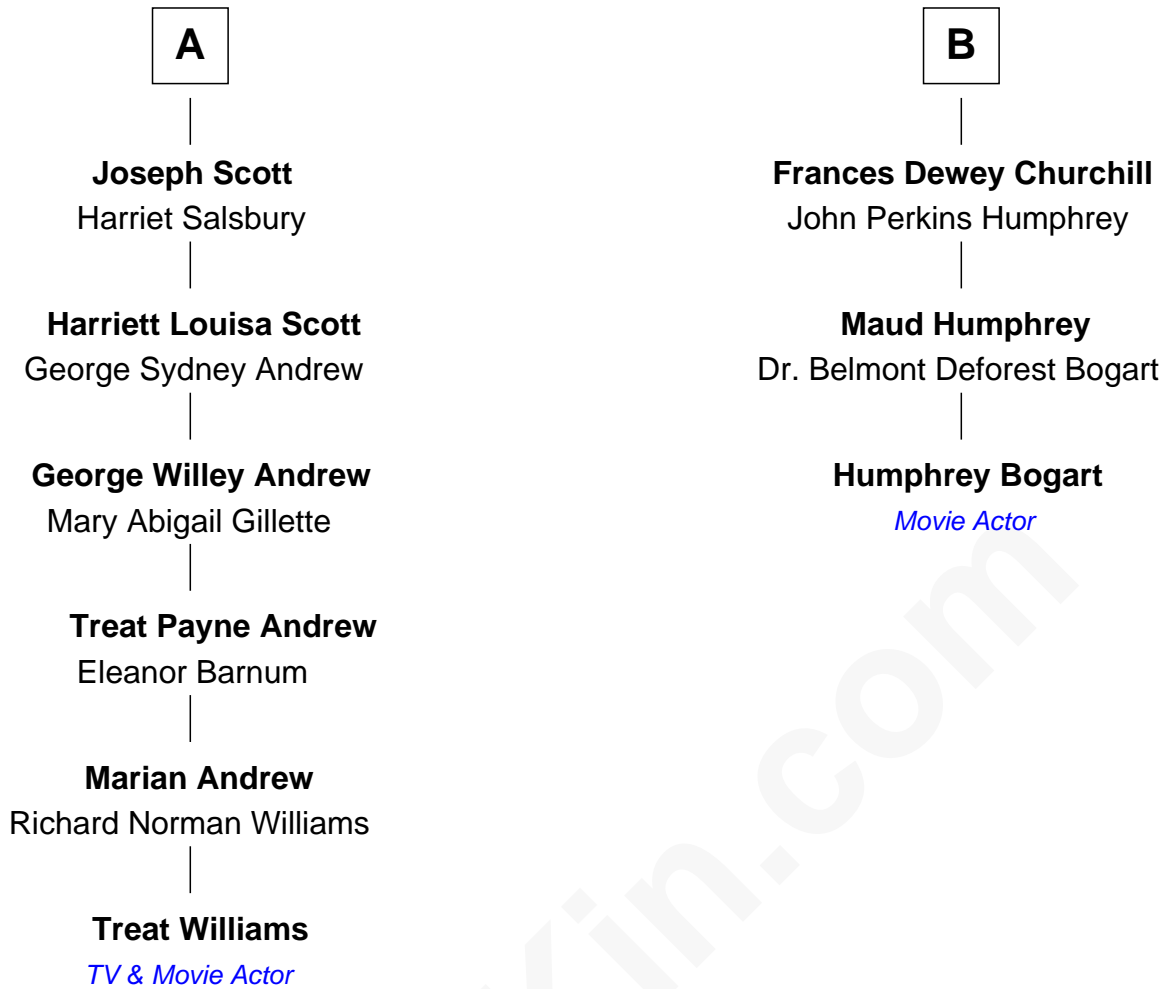 A
Joseph Scott
Harriet Salsbury
Harriett Louisa Scott
George Sydney Andrew
George Willey Andrew
Mary Abigail Gillette
Treat Payne Andrew
Eleanor Barnum
Marian Andrew
Richard Norman Williams
Treat Williams
TV & Movie Actor
B
Frances Dewey Churchill
John Perkins Humphrey
Maud Humphrey
Dr. Belmont Deforest Bogart
Humphrey Bogart
Movie Actor
Kin.com